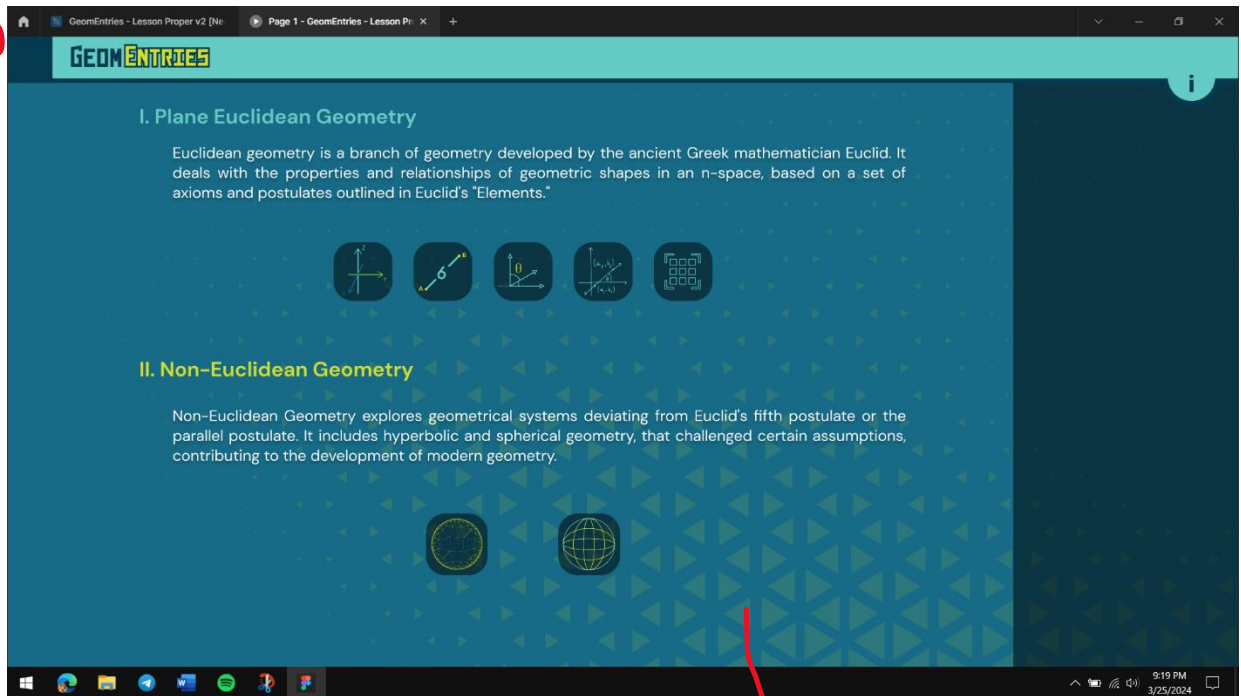 GeomEntries - Lesson Proper v2 [Ne
Page 1 - GeomEntries - Lesson Pr
GEOMENTRIES
i
I. Plane Euclidean Geometry
Euclidean geometry is a branch of geometry developed by the ancient Greek mathematician Euclid. It
deals with the properties and relationships of geometric shapes in an n-space, based on a set of
axioms and postulates outlined in Euclid's "Elements."
z
B
6
A
θ
II. Non-Euclidean Geometry
Non-Euclidean Geometry explores geometrical systems deviating from Euclid's fifth postulate or the
parallel postulate. It includes hyperbolic and spherical geometry, that challenged certain assumptions,
contributing to the development of modern geometry.
9:19 PM
3/25/2024